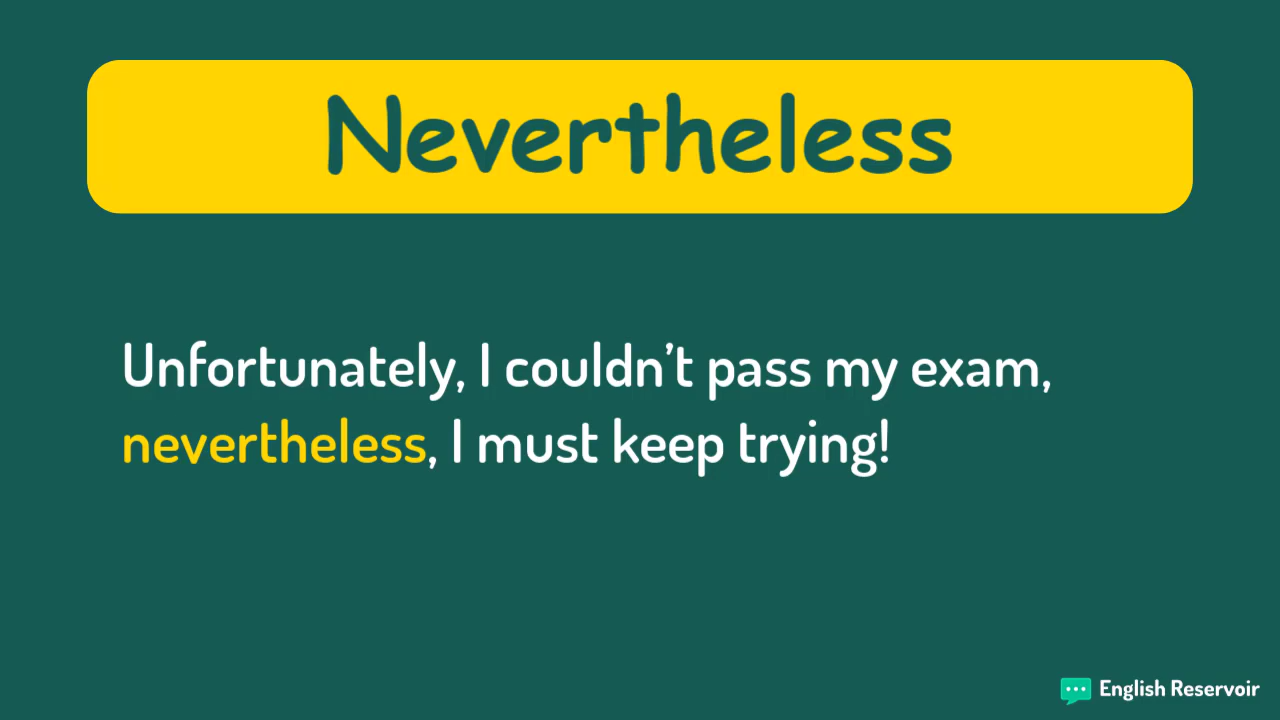 Nevertheless
Unfortunately, I couldn’t pass my exam,
nevertheless, I must keep trying!
English Reservoir